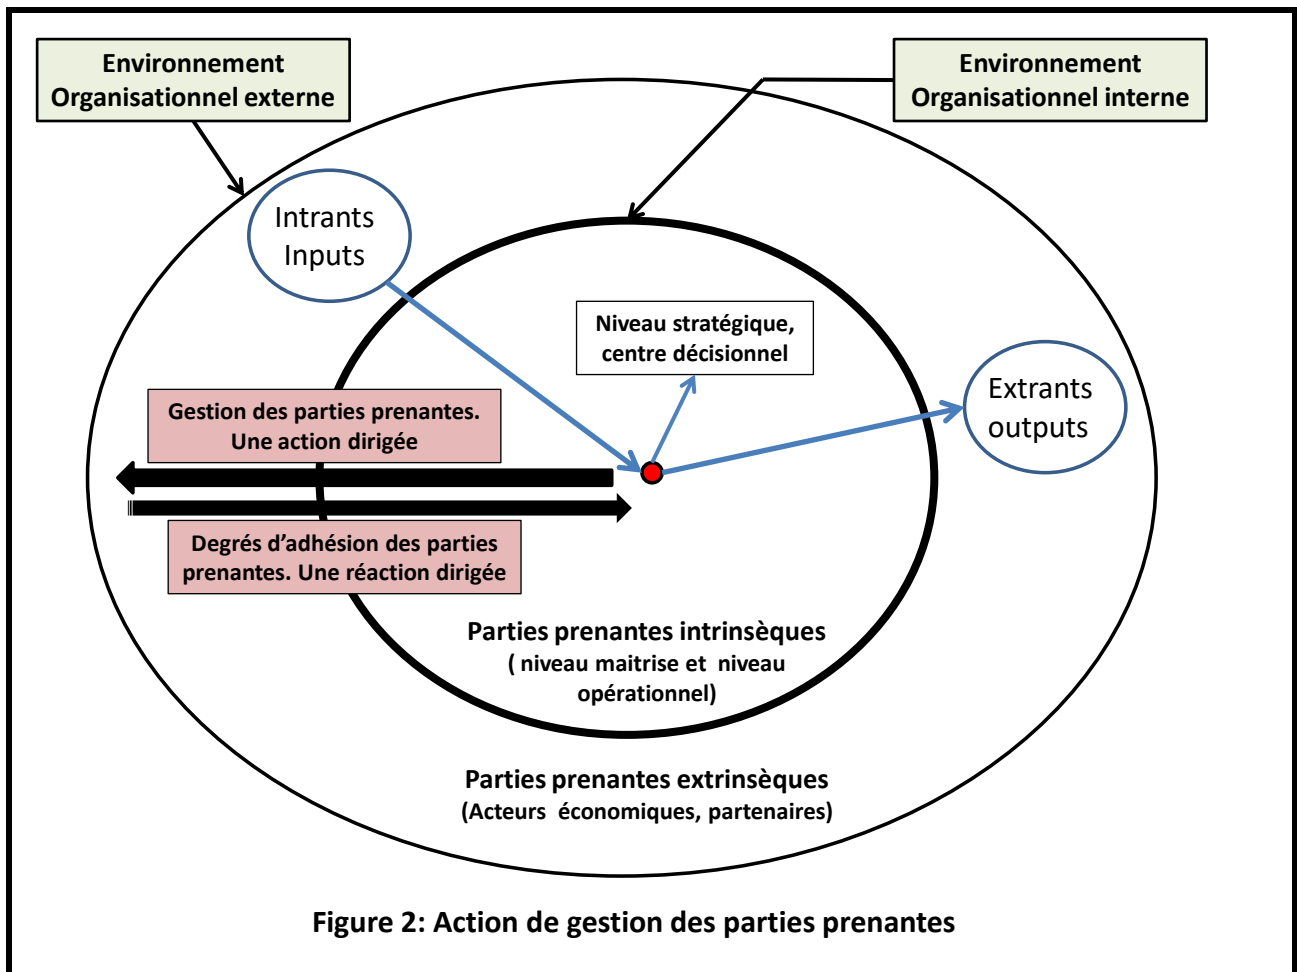 Environnement
Organisationnel externe
Environnement
Organisationnel interne
Intrants
Inputs
Niveau stratégique,
centre décisionnel
Extrants
outputs
Gestion des parties prenantes.
Une action dirigée
Degrés d’adhésion des parties
prenantes. Une réaction dirigée
Parties prenantes intrinsèques
( niveau maitrise et niveau
opérationnel)
Parties prenantes extrinsèques
(Acteurs économiques, partenaires)
Figure 2: Action de gestion des parties prenantes